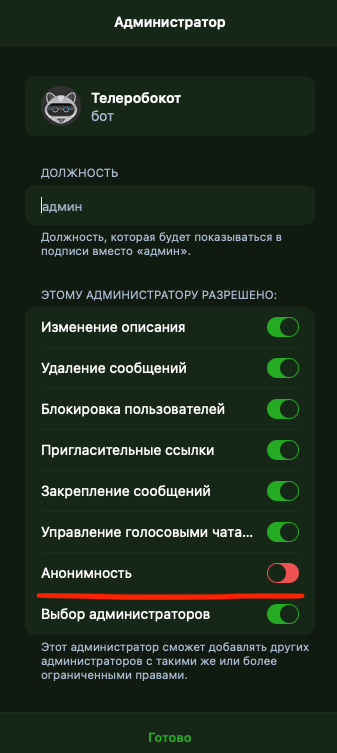 Администратор
Телеробокот
бот
ДОЛЖНОСТЬ
админ
Должность, которая будет показываться в
подписи вместо «админ».
ЭТОМУ АДМИНИСТРАТОРУ РАЗРЕШЕНО:
Изменение описания
Удаление сообщений
Блокировка пользователей
Пригласительные ссылки
Закрепление сообщений
Управление голосовыми чата...
Анонимность
Выбор администраторов
Этот администратор сможет добавлять других
администраторов с такими же или более
ограниченными правами.
Готово